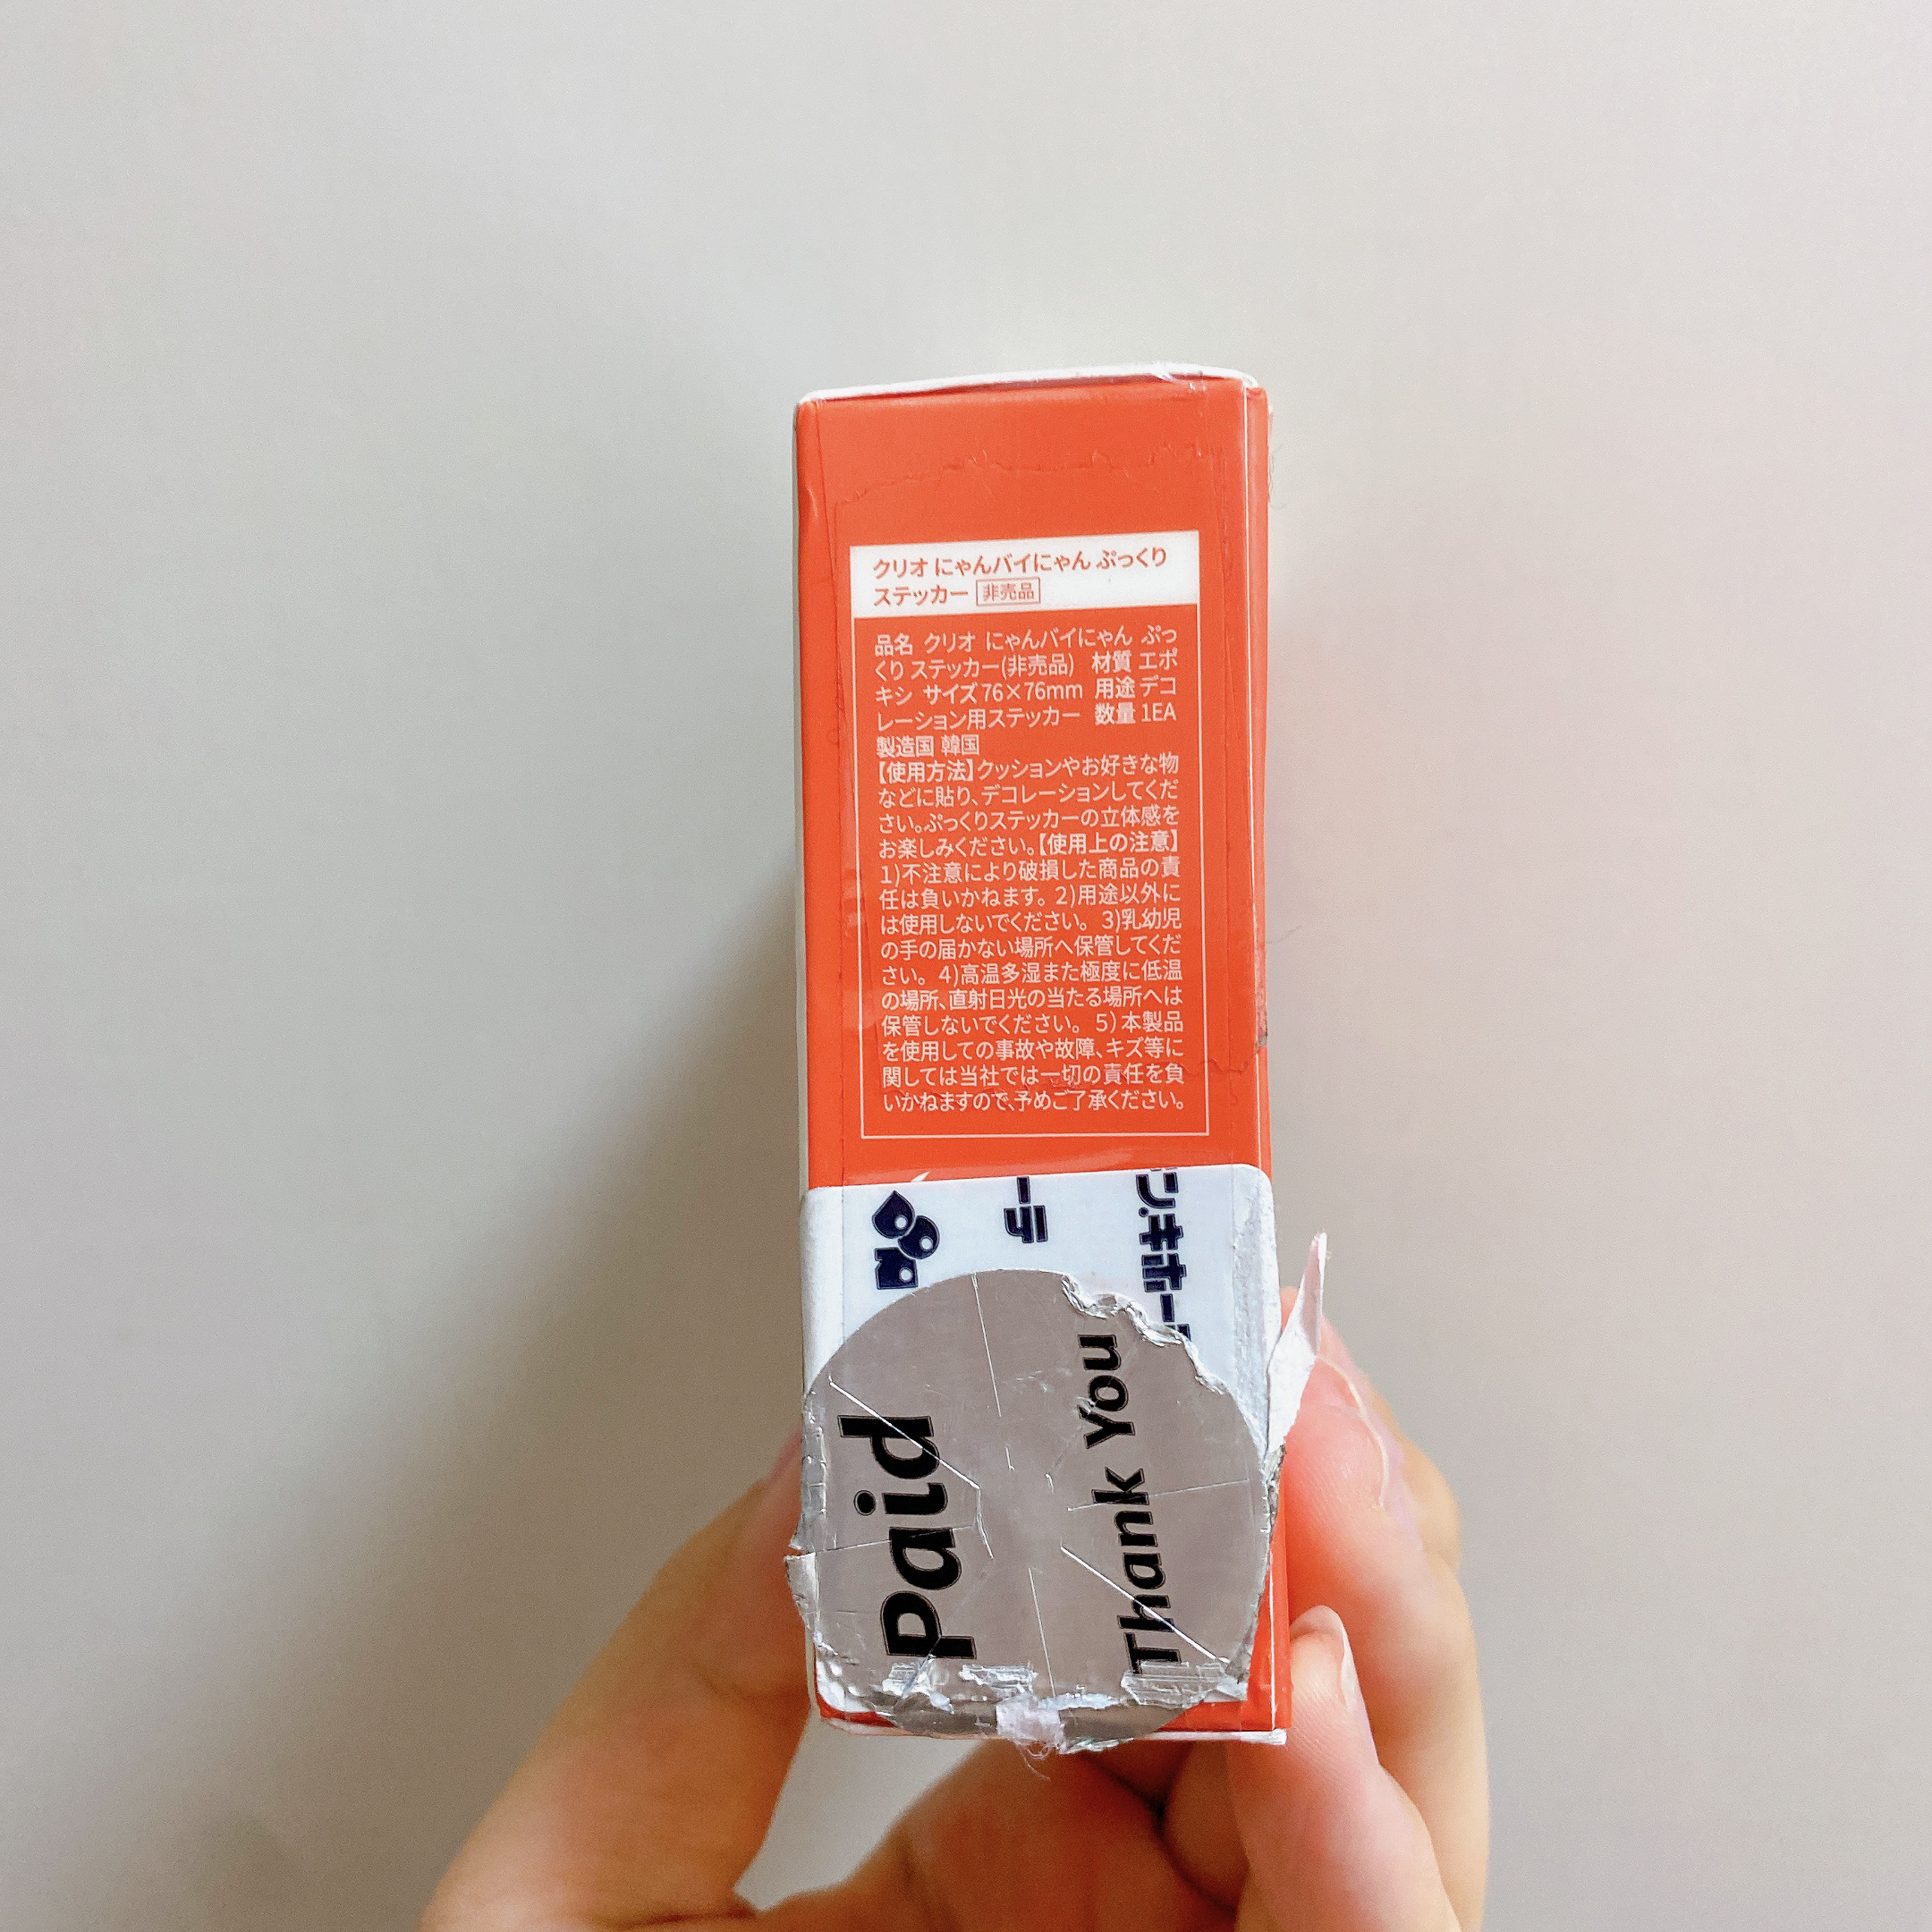 クリオ にゃんバイにゃん ぷっくり
ステッカー 非売品
品名 クリオ にゃんバイにゃん ぷっ
くり ステッカー(非売品) 材質 エポ
キシ サイズ 76×76mm 用途 デコ
レーション用ステッカー 数量 1EA
製造国 韓国
【使用方法】クッションやお好きな物
などに貼り、デコレーションしてくだ
さい。ぷっくりステッカーの立体感を
お楽しみください。【使用上の注意】
1)不注意により破損した商品の責
任は負いかねます。 2)用途以外に
は使用しないでください。 3)乳幼児
の手の届かない場所へ保管してくだ
さい。 4)高温多湿また極度に低温
の場所、直射日光の当たる場所へは
保管しないでください。 5)本製品
を使用しての事故や故障、キズ等に
関しては当社では一切の責任を負
いかねますので、予めご了承ください。
ーテ
ン.キホー
Paid
Thank You